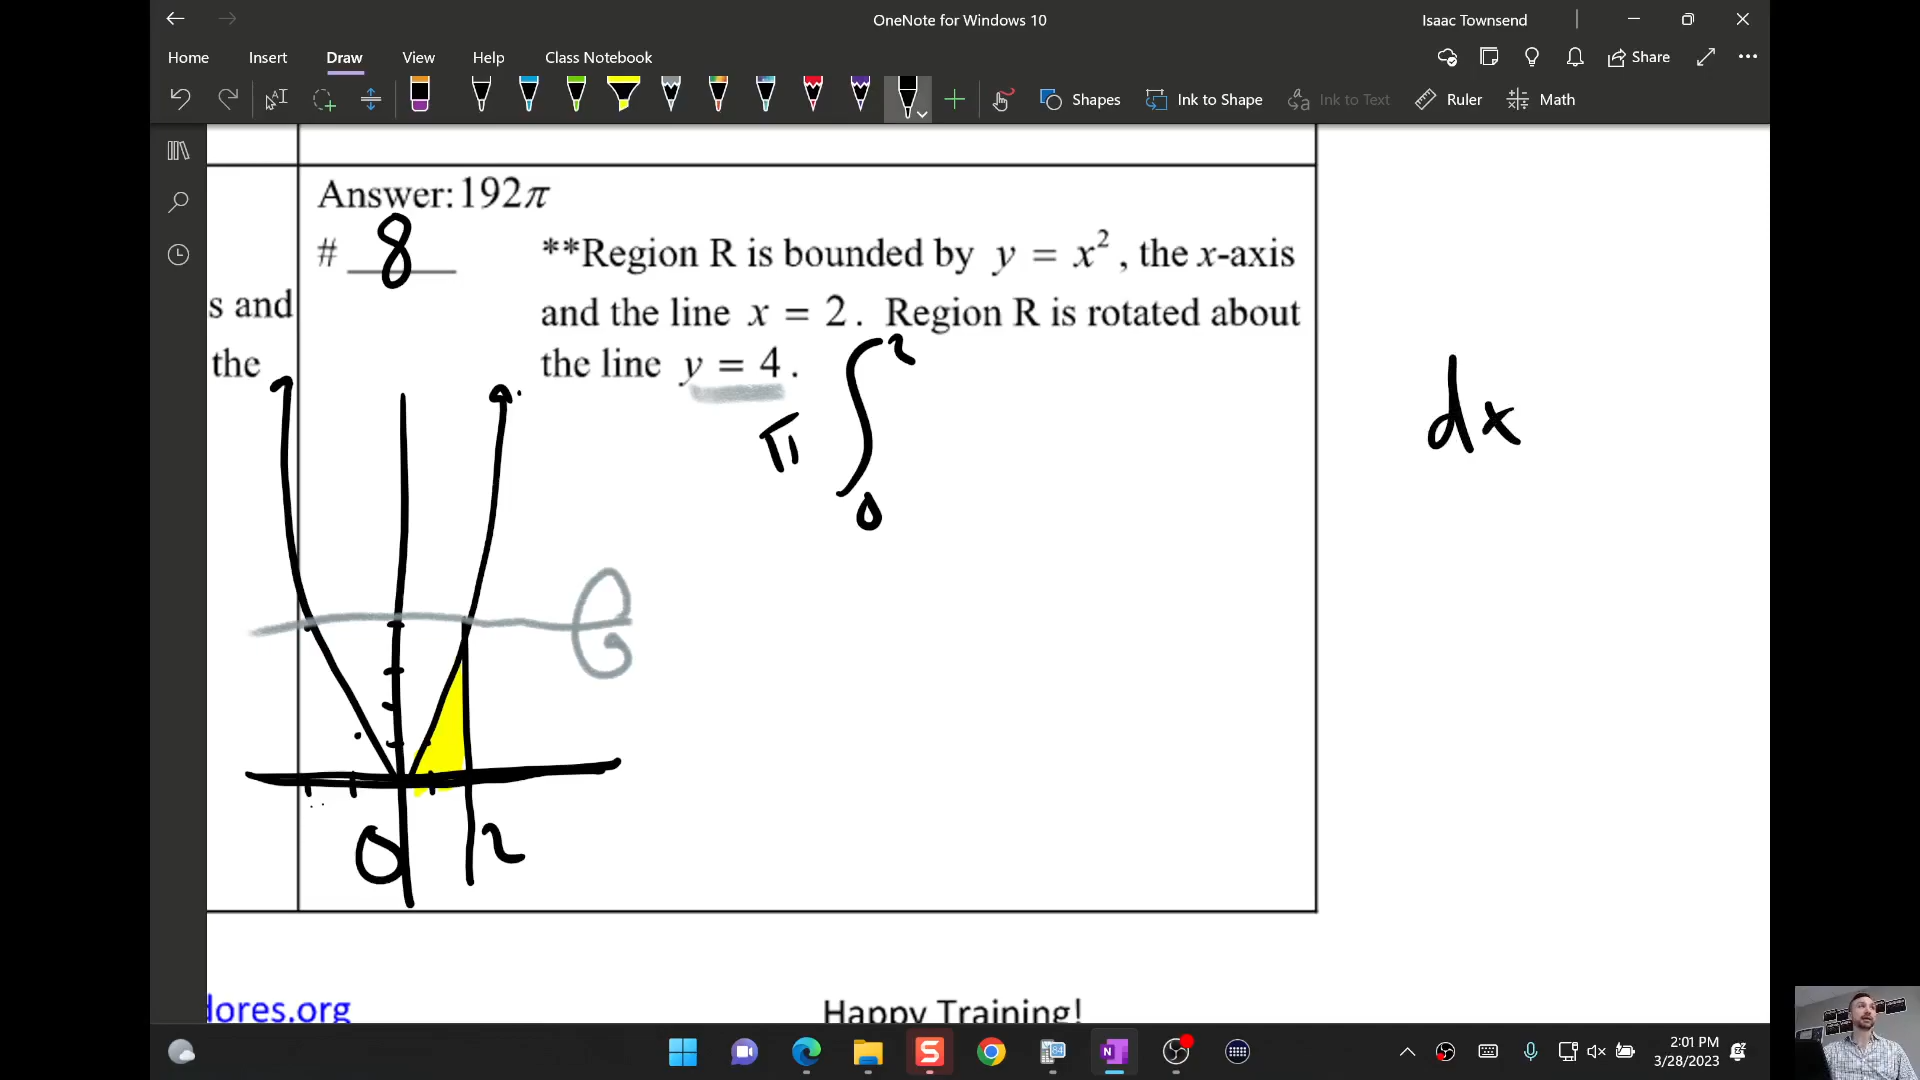 OneNote for Windows 10
Isaac Townsend
Home Insert Draw View Help Class Notebook
Share
Shapes Ink to Shape Ink to Text Ruler Math
Answer: 192π
# 8
**Region R is bounded by y = x², the x-axis
and the line x = 2. Region R is rotated about
the line y = 4.
s and
the
π ∫ 2 0 dx
0 2
lores.org
Happy Training!
2:01 PM
3/28/2023